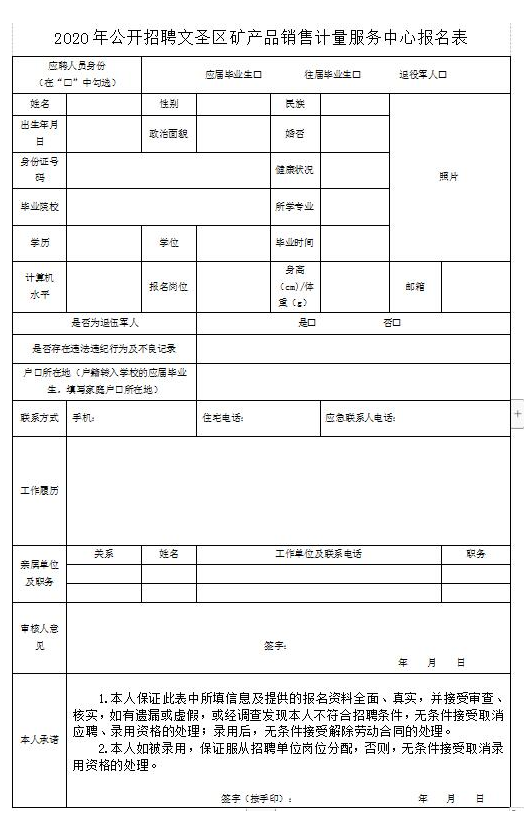 2020年公开招聘文圣区矿产品销售计量服务中心报名表
应聘人员身份
（在“口”中勾选）
应届毕业生口 往届毕业生口 退役军人口
姓名 性别 民族
照片
出生年月
日
政治面貌 婚否
身份证号
码
健康状况
毕业院校 所学专业
学历 学位 毕业时间
计算机
水平
报名岗位
身高
（cm)/体
重（g）
邮箱
是否为退伍军人 是口 否口
是否存在违法违纪行为及不良记录
户口所在地（户籍转入学校的应届毕业
生，填写家庭户口所在地）
联系方式 手机： 住宅电话： 应急联系人电话：
工作履历
亲属单位
及职务
关系 姓名 工作单位及联系电话 职务
审核人意
见
签字：
年 月 日
本人承诺
1.本人保证此表中所填信息及提供的报名资料全面、真实，并接受审查、
核实，如有遗漏或虚假，或经调查发现本人不符合招聘条件，无条件接受取消
应聘、录用资格的处理；录用后，无条件接受解除劳动合同的处理。
2.本人如被录用，保证服从招聘单位岗位分配，否则，无条件接受取消录
用资格的处理。
签字（按手印）： 年 月 日